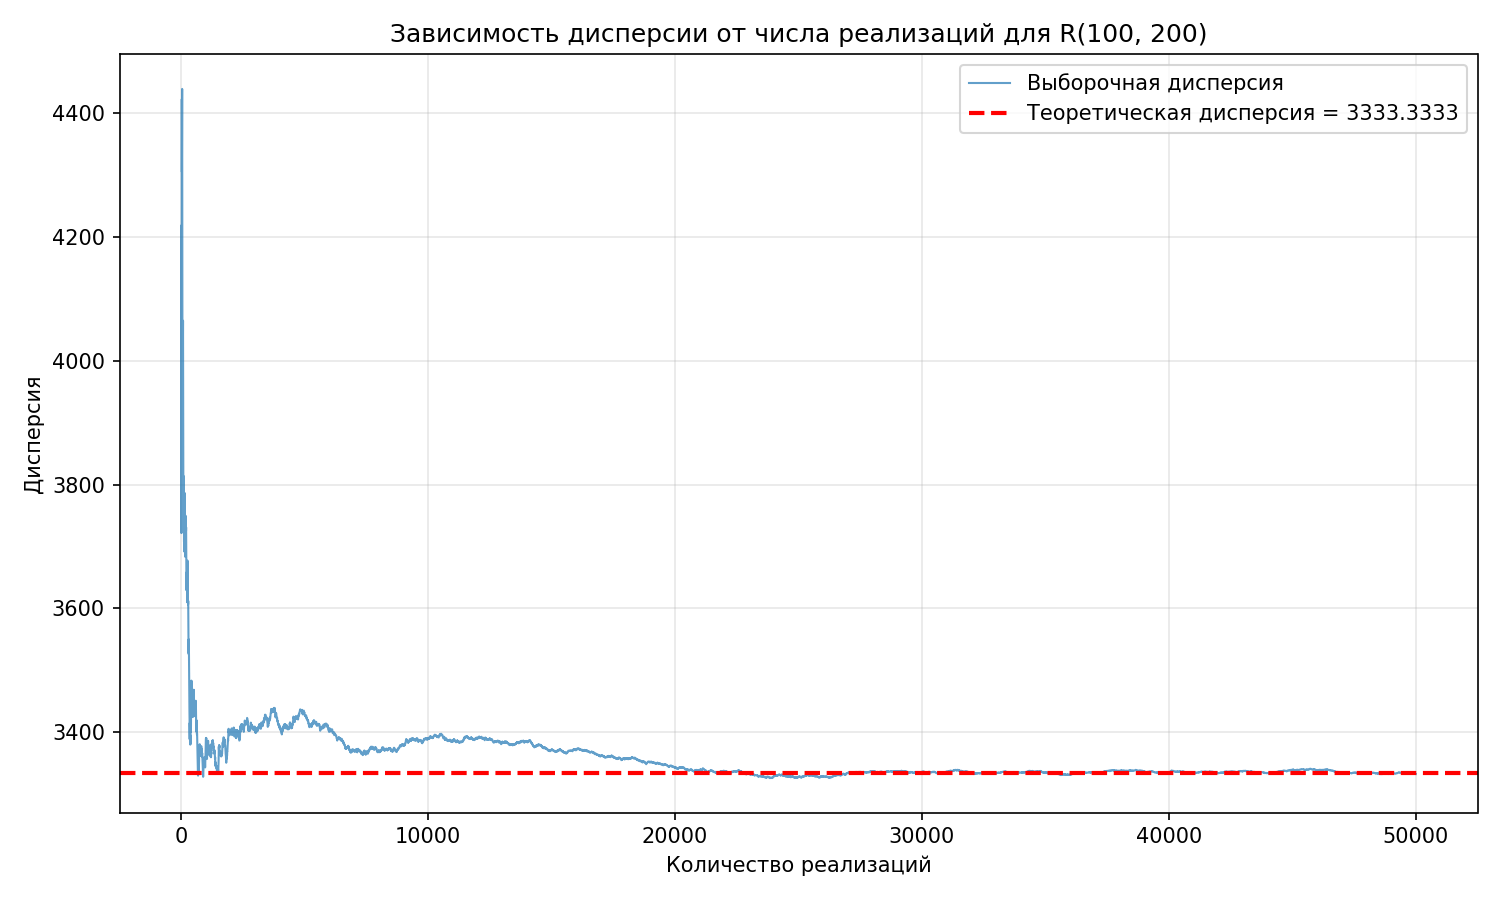 Зависимость дисперсии от числа реализаций для R(100, 200)
Выборочная дисперсия
Теоретическая дисперсия = 3333.3333
Дисперсия
4400
4200
4000
3800
3600
3400
0
10000
20000
30000
40000
50000
Количество реализаций